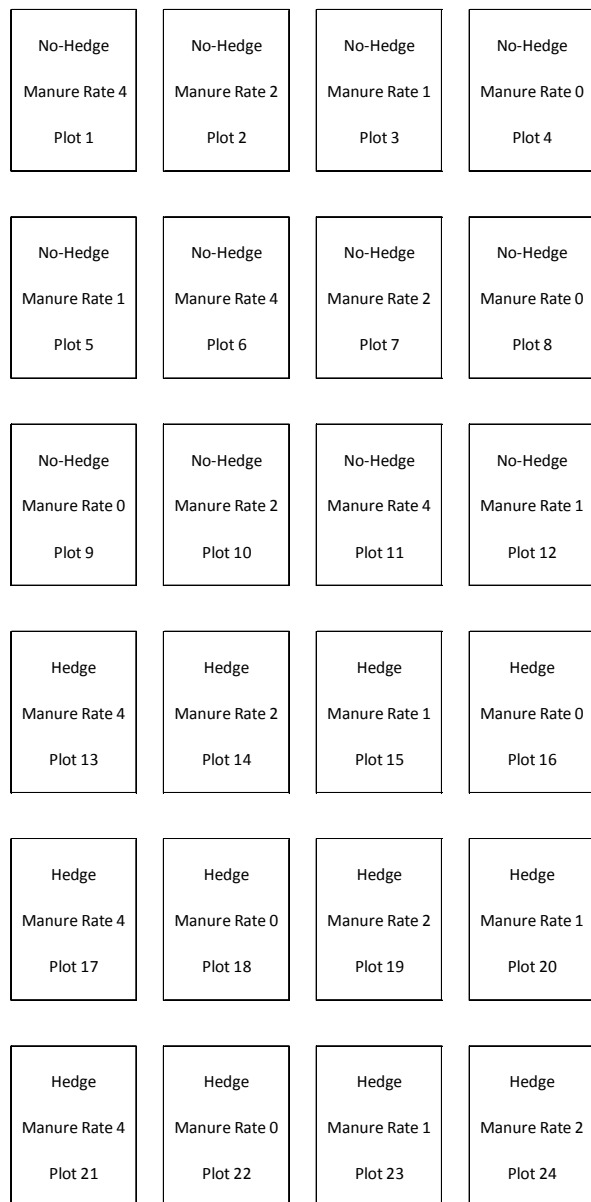 No-Hedge
Manure Rate 4
Plot 1
No-Hedge
Manure Rate 2
Plot 2
No-Hedge
Manure Rate 1
Plot 3
No-Hedge
Manure Rate 0
Plot 4
No-Hedge
Manure Rate 1
Plot 5
No-Hedge
Manure Rate 4
Plot 6
No-Hedge
Manure Rate 2
Plot 7
No-Hedge
Manure Rate 0
Plot 8
No-Hedge
Manure Rate 0
Plot 9
No-Hedge
Manure Rate 2
Plot 10
No-Hedge
Manure Rate 4
Plot 11
No-Hedge
Manure Rate 1
Plot 12
Hedge
Manure Rate 4
Plot 13
Hedge
Manure Rate 2
Plot 14
Hedge
Manure Rate 1
Plot 15
Hedge
Manure Rate 0
Plot 16
Hedge
Manure Rate 4
Plot 17
Hedge
Manure Rate 0
Plot 18
Hedge
Manure Rate 2
Plot 19
Hedge
Manure Rate 1
Plot 20
Hedge
Manure Rate 4
Plot 21
Hedge
Manure Rate 0
Plot 22
Hedge
Manure Rate 1
Plot 23
Hedge
Manure Rate 2
Plot 24